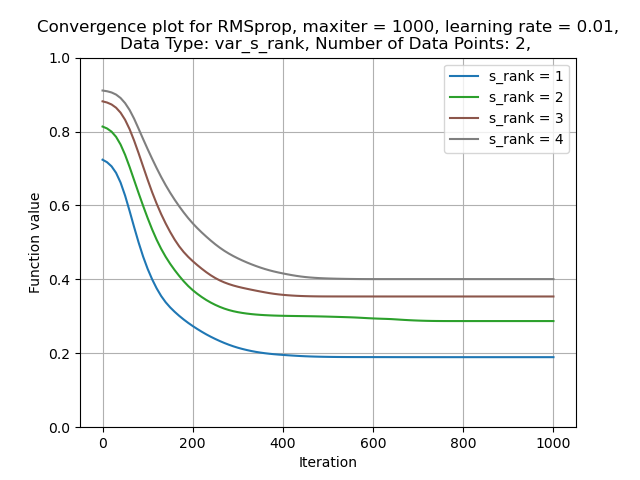 Convergence plot for RMSprop, maxiter = 1000, learning rate = 0.01,
Data Type: var_s_rank, Number of Data Points: 2,
1.0
0.8
0.6
0.4
0.2
0.0
Function value
s_rank = 1
s_rank = 2
s_rank = 3
s_rank = 4
0 200 400 600 800 1000
Iteration